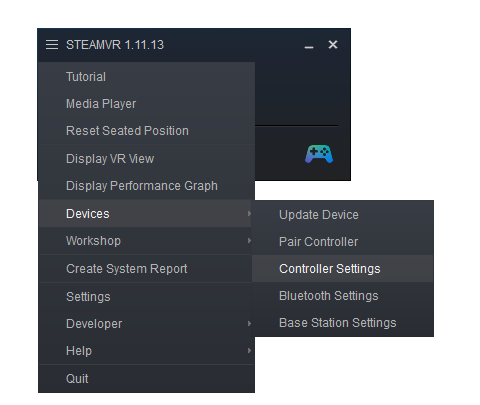 STEAMVR 1.11.13
Tutorial
Media Player
Reset Seated Position
Display VR View
Display Performance Graph
Devices
Workshop
Create System Report
Settings
Developer
Help
Quit
Update Device
Pair Controller
Controller Settings
Bluetooth Settings
Base Station Settings